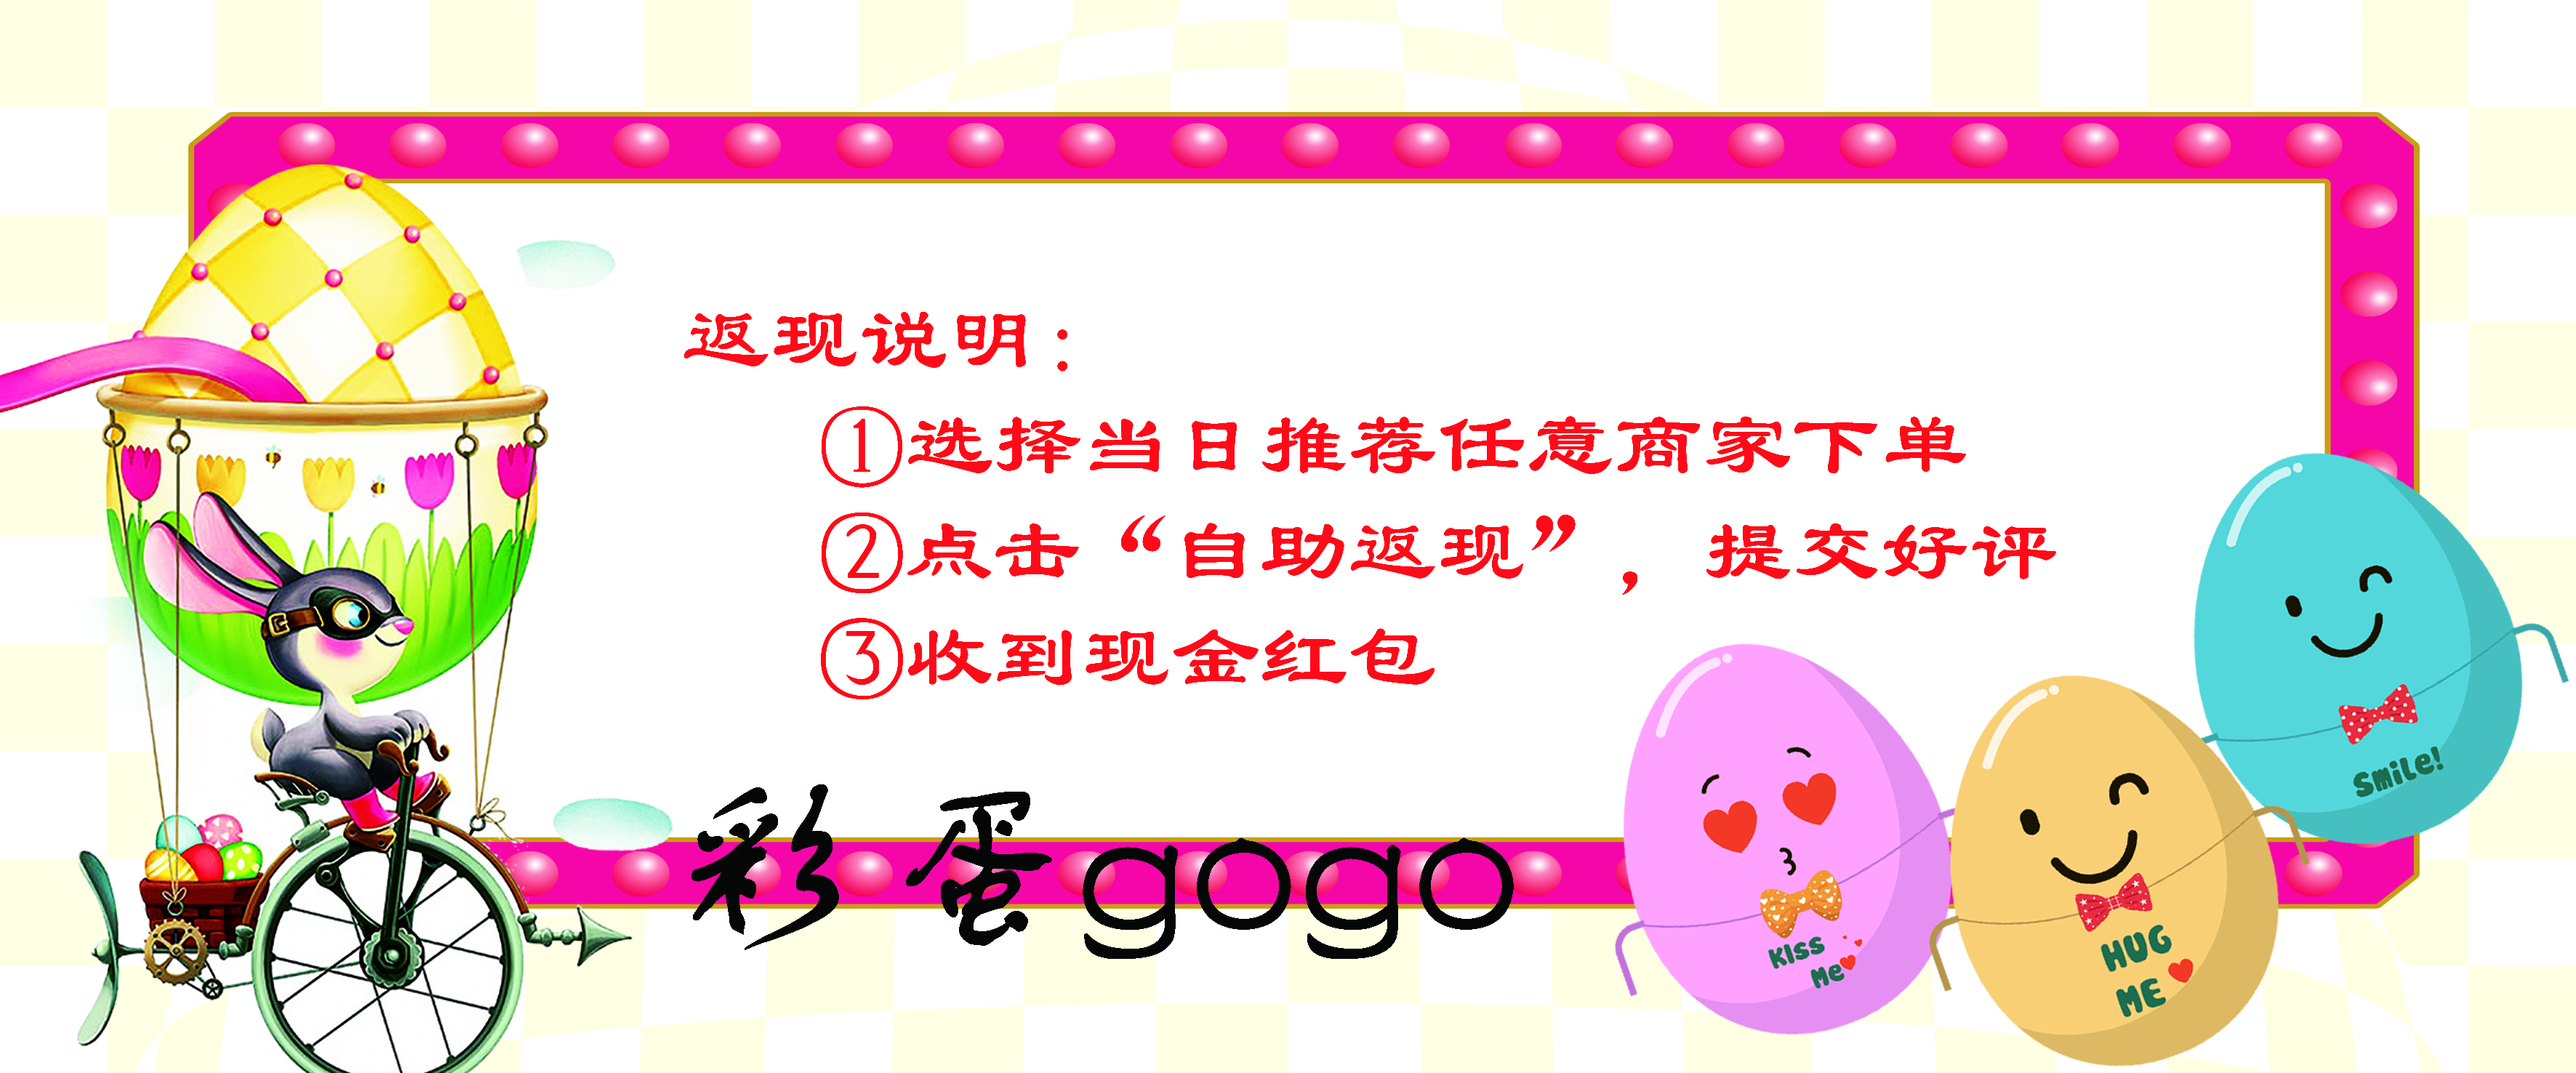 返现说明：
①选择当日推荐任意商家下单
②点击“自助返现”，提交好评
③收到现金红包
彩蛋gogo
KISS
Me
HUG
ME
Smile!